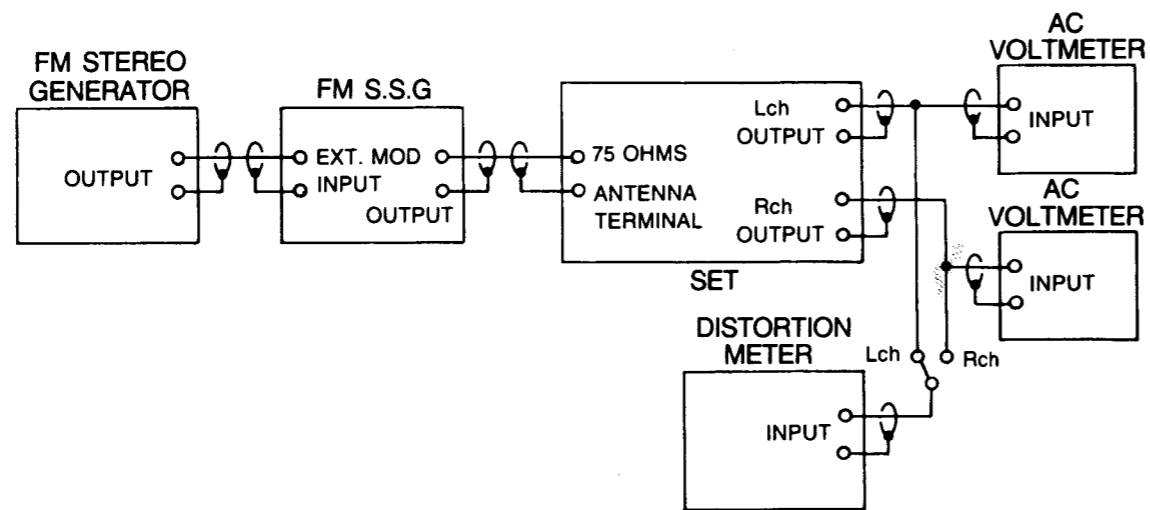 FM STEREO
GENERATOR
OUTPUT
FM S.S.G
EXT. MOD
INPUT
OUTPUT
75 OHMS
ANTENNA
TERMINAL
Lch
OUTPUT
Rch
OUTPUT
SET
AC
VOLTMETER
INPUT
AC
VOLTMETER
INPUT
DISTORTION
METER
INPUT
Lch
Rch